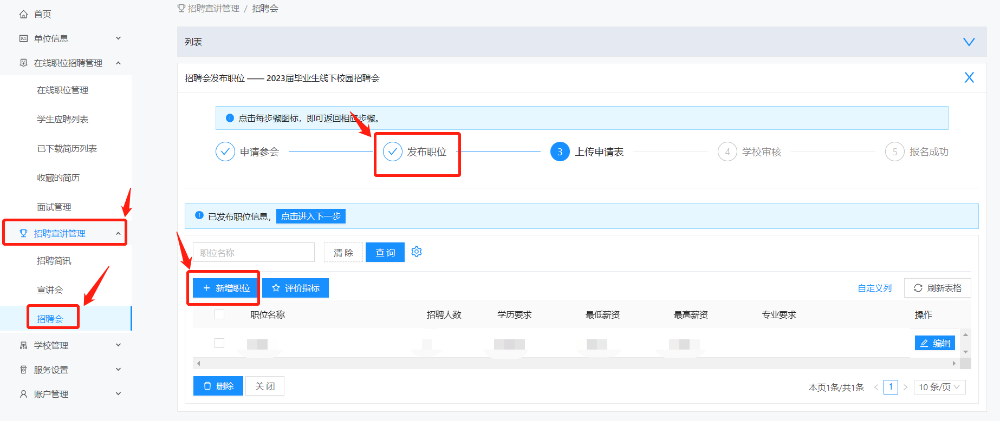 首页
单位信息
在线职位招聘管理
在线职位管理
学生应聘列表
已下载简历列表
收藏的简历
面试管理
招聘宣讲管理
招聘简讯
宣讲会
招聘会
学校管理
服务设置
账户管理
招聘宣讲管理 / 招聘会
列表
招聘会发布职位 —— 2023届毕业生线下校园招聘会
点击每步骤图标，即可返回相应步骤。
申请参会
发布职位
3 上传申请表
4 学校审核
5 报名成功
已发布职位信息，点击进入下一步
职位名称 清 除 查 询
新增职位 评价指标 自定义列 刷新表格
职位名称 招聘人数 学历要求 最低薪资 最高薪资 专业要求 操作
编辑
删除 关 闭
本页1条/共1条 < 1 > 10 条/页